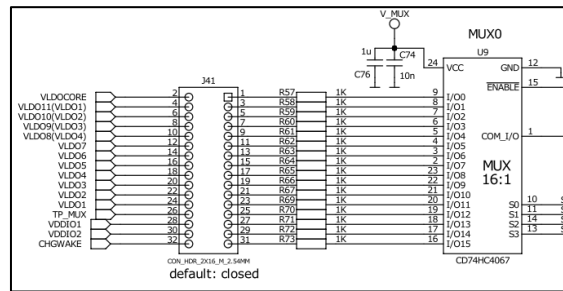 V_MUX
MUX0
J41
1u
C74
C76
10n
U9
24 VCC GND 12
ENABLE 15
COM_I/O 1
MUX
16:1
VLDOCORE 2 1 R57 1K 9 I/O0
VLDO11(VLDO1) 4 3 R58 1K 8 I/O1
VLDO10(VLDO2) 6 5 R59 1K 7 I/O2
VLDO9(VLDO3) 8 7 R60 1K 6 I/O3
VLDO8(VLDO4) 10 9 R61 1K 5 I/O4
VLDO7 12 11 R62 1K 4 I/O5
VLDO6 14 13 R63 1K 3 I/O6
VLDO5 16 15 R64 1K 2 I/O7
VLDO4 18 17 R65 1K 23 I/O8
VLDO3 20 19 R66 1K 22 I/O9
VLDO2 22 21 R67 1K 21 I/O10
VLDO1 24 23 R69 1K 20 I/O11 S0 10
TP_MUX 26 25 R70 1K 19 I/O12 S1 11
VDDIO1 28 27 R71 1K 18 I/O13 S2 14
VDDIO2 30 29 R72 1K 17 I/O14 S3 13
CHGWAKE 32 31 R73 1K 16 I/O15
CON_HDR_2X16_M_2.54MM
CD74HC4067
default: closed